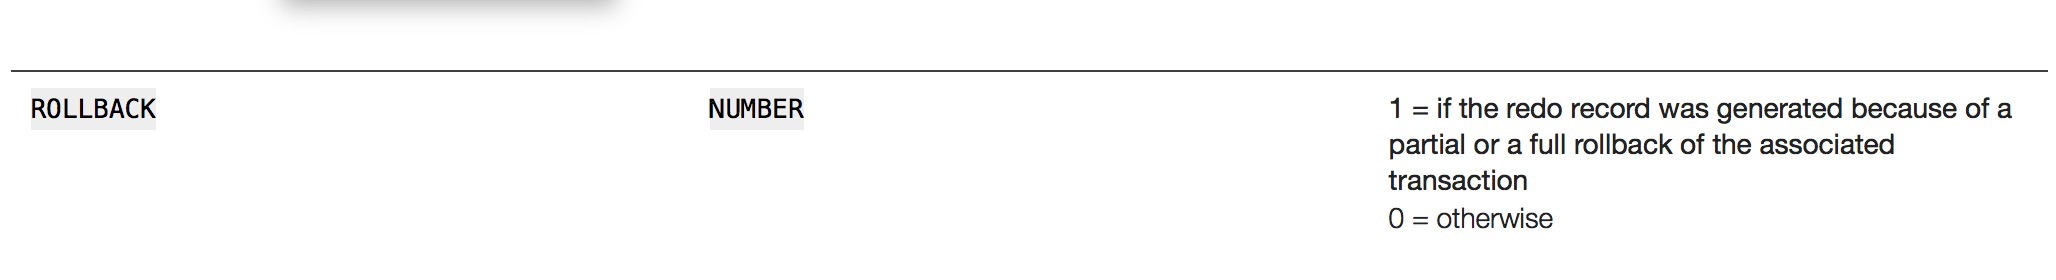 ROLLBACK NUMBER 1 = if the redo record was generated because of a
partial or a full rollback of the associated
transaction
0 = otherwise